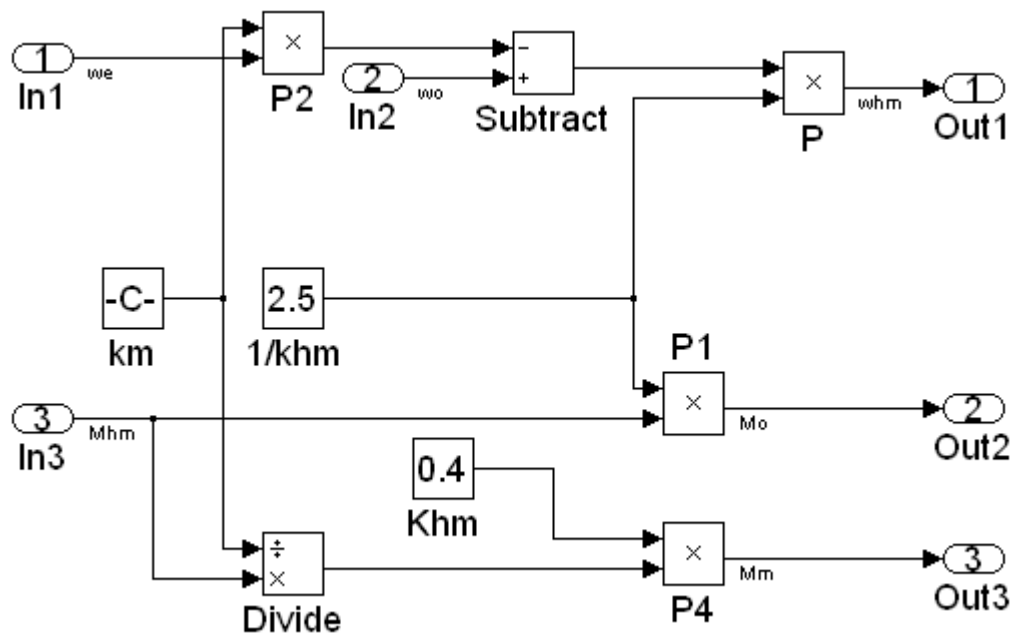 1
we
In1
×
P2
2
wo
In2
−
+
Subtract
×
P
whm
1
Out1
-C-
km
2.5
1/khm
P1
×
Mo
2
Out2
3
Mhm
In3
0.4
Khm
÷
×
Divide
×
P4
Mm
3
Out3